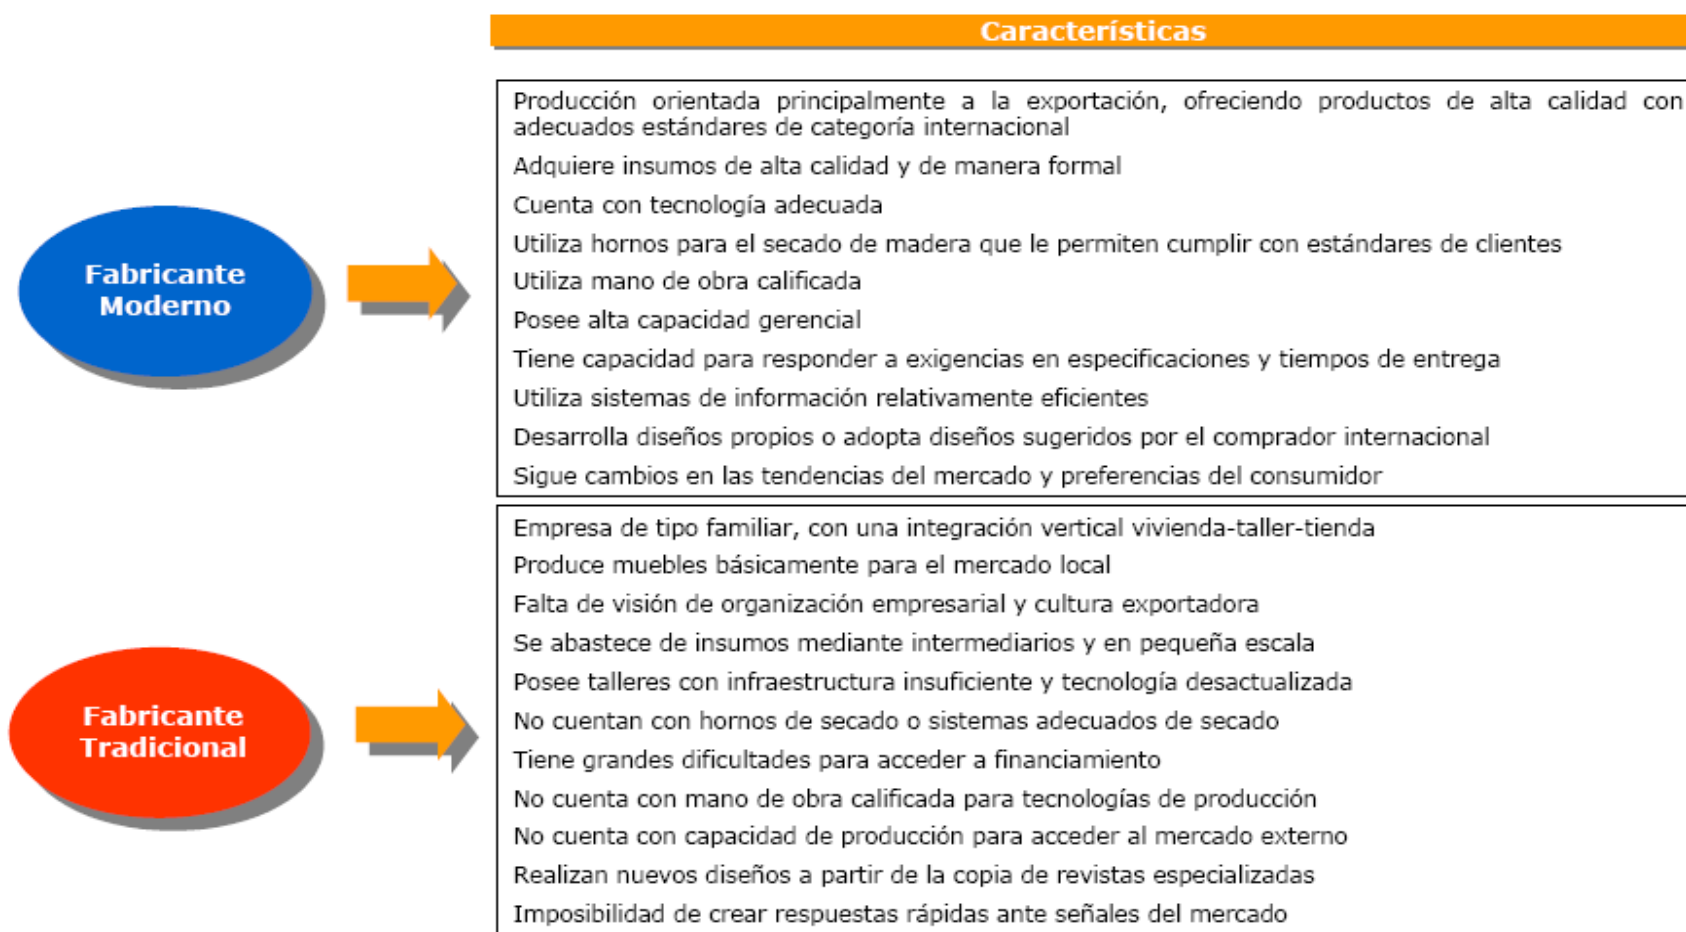 Características
Fabricante
Moderno
Producción orientada principalmente a la exportación, ofreciendo productos de alta calidad con
adecuados estándares de categoría internacional
Adquiere insumos de alta calidad y de manera formal
Cuenta con tecnología adecuada
Utiliza hornos para el secado de madera que le permiten cumplir con estándares de clientes
Utiliza mano de obra calificada
Posee alta capacidad gerencial
Tiene capacidad para responder a exigencias en especificaciones y tiempos de entrega
Utiliza sistemas de información relativamente eficientes
Desarrolla diseños propios o adopta diseños sugeridos por el comprador internacional
Sigue cambios en las tendencias del mercado y preferencias del consumidor
Fabricante
Tradicional
Empresa de tipo familiar, con una integración vertical vivienda-taller-tienda
Produce muebles básicamente para el mercado local
Falta de visión de organización empresarial y cultura exportadora
Se abastece de insumos mediante intermediarios y en pequeña escala
Posee talleres con infraestructura insuficiente y tecnología desactualizada
No cuentan con hornos de secado o sistemas adecuados de secado
Tiene grandes dificultades para acceder a financiamiento
No cuenta con mano de obra calificada para tecnologías de producción
No cuenta con capacidad de producción para acceder al mercado externo
Realizan nuevos diseños a partir de la copia de revistas especializadas
Imposibilidad de crear respuestas rápidas ante señales del mercado